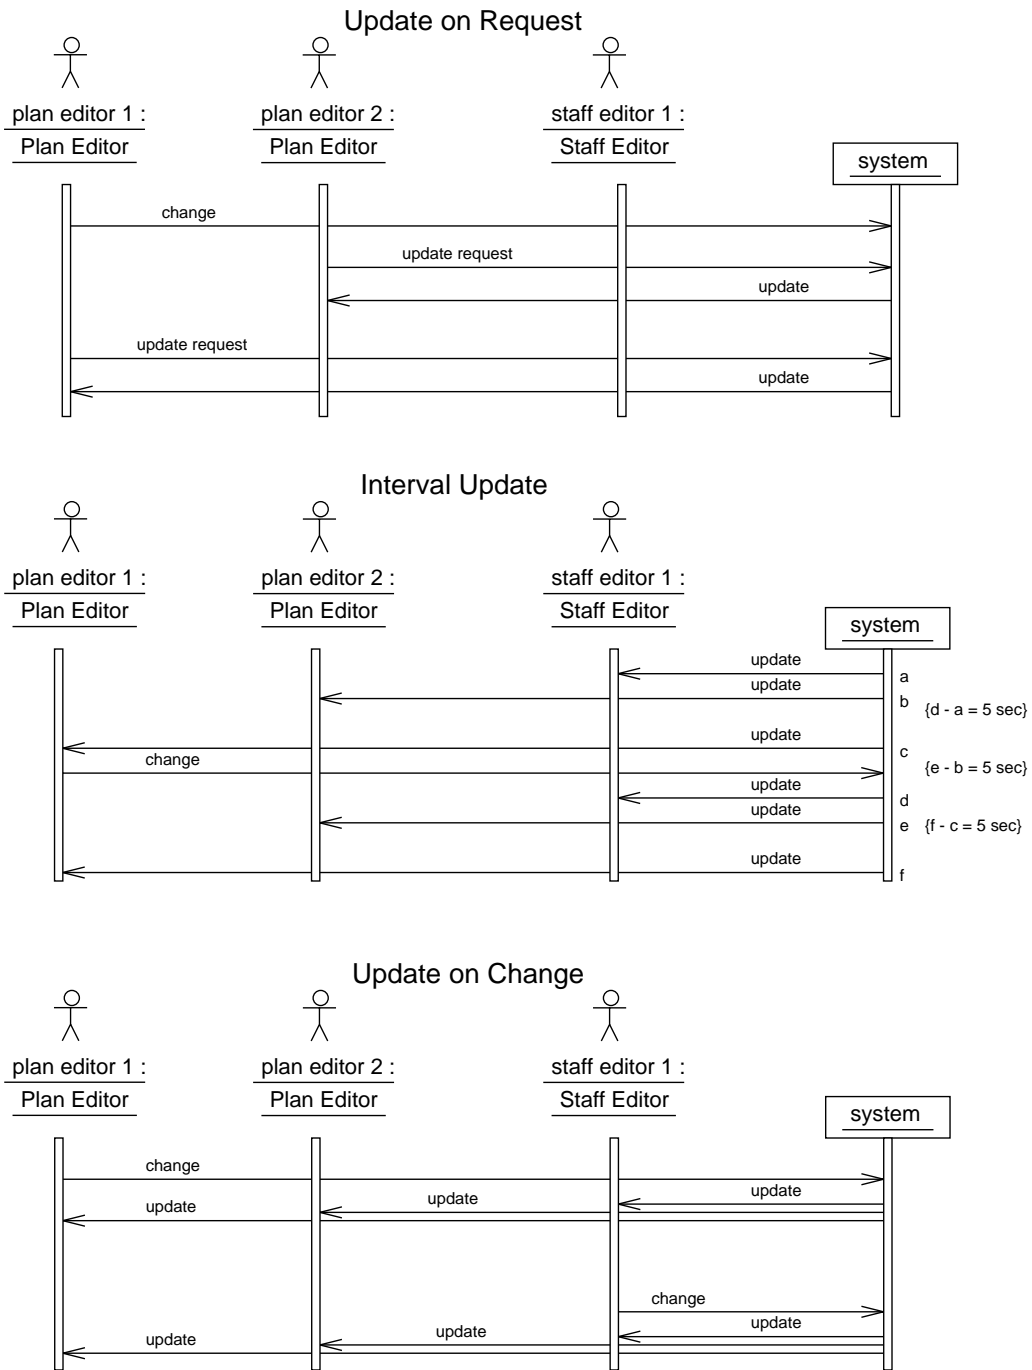 Update on Request
plan editor 1 :
Plan Editor
plan editor 2 :
Plan Editor
staff editor 1 :
Staff Editor
system
change
update request
update
update request
update
Interval Update
plan editor 1 :
Plan Editor
plan editor 2 :
Plan Editor
staff editor 1 :
Staff Editor
system
update
a
update
b
{d - a = 5 sec}
update
c
change
{e - b = 5 sec}
update
d
update
e
{f - c = 5 sec}
update
f
Update on Change
plan editor 1 :
Plan Editor
plan editor 2 :
Plan Editor
staff editor 1 :
Staff Editor
system
change
update
update
update
change
update
update
update